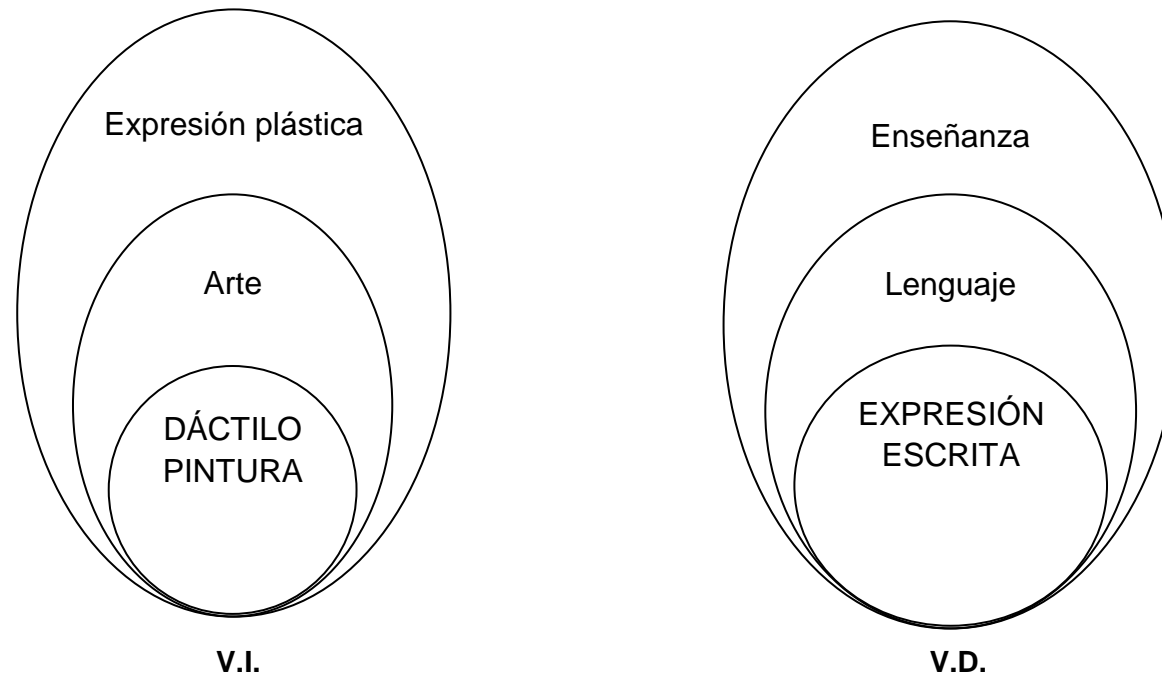 Expresión plástica
Arte
DÁCTILO
PINTURA
V.I.
Enseñanza
Lenguaje
EXPRESIÓN
ESCRITA
V.D.